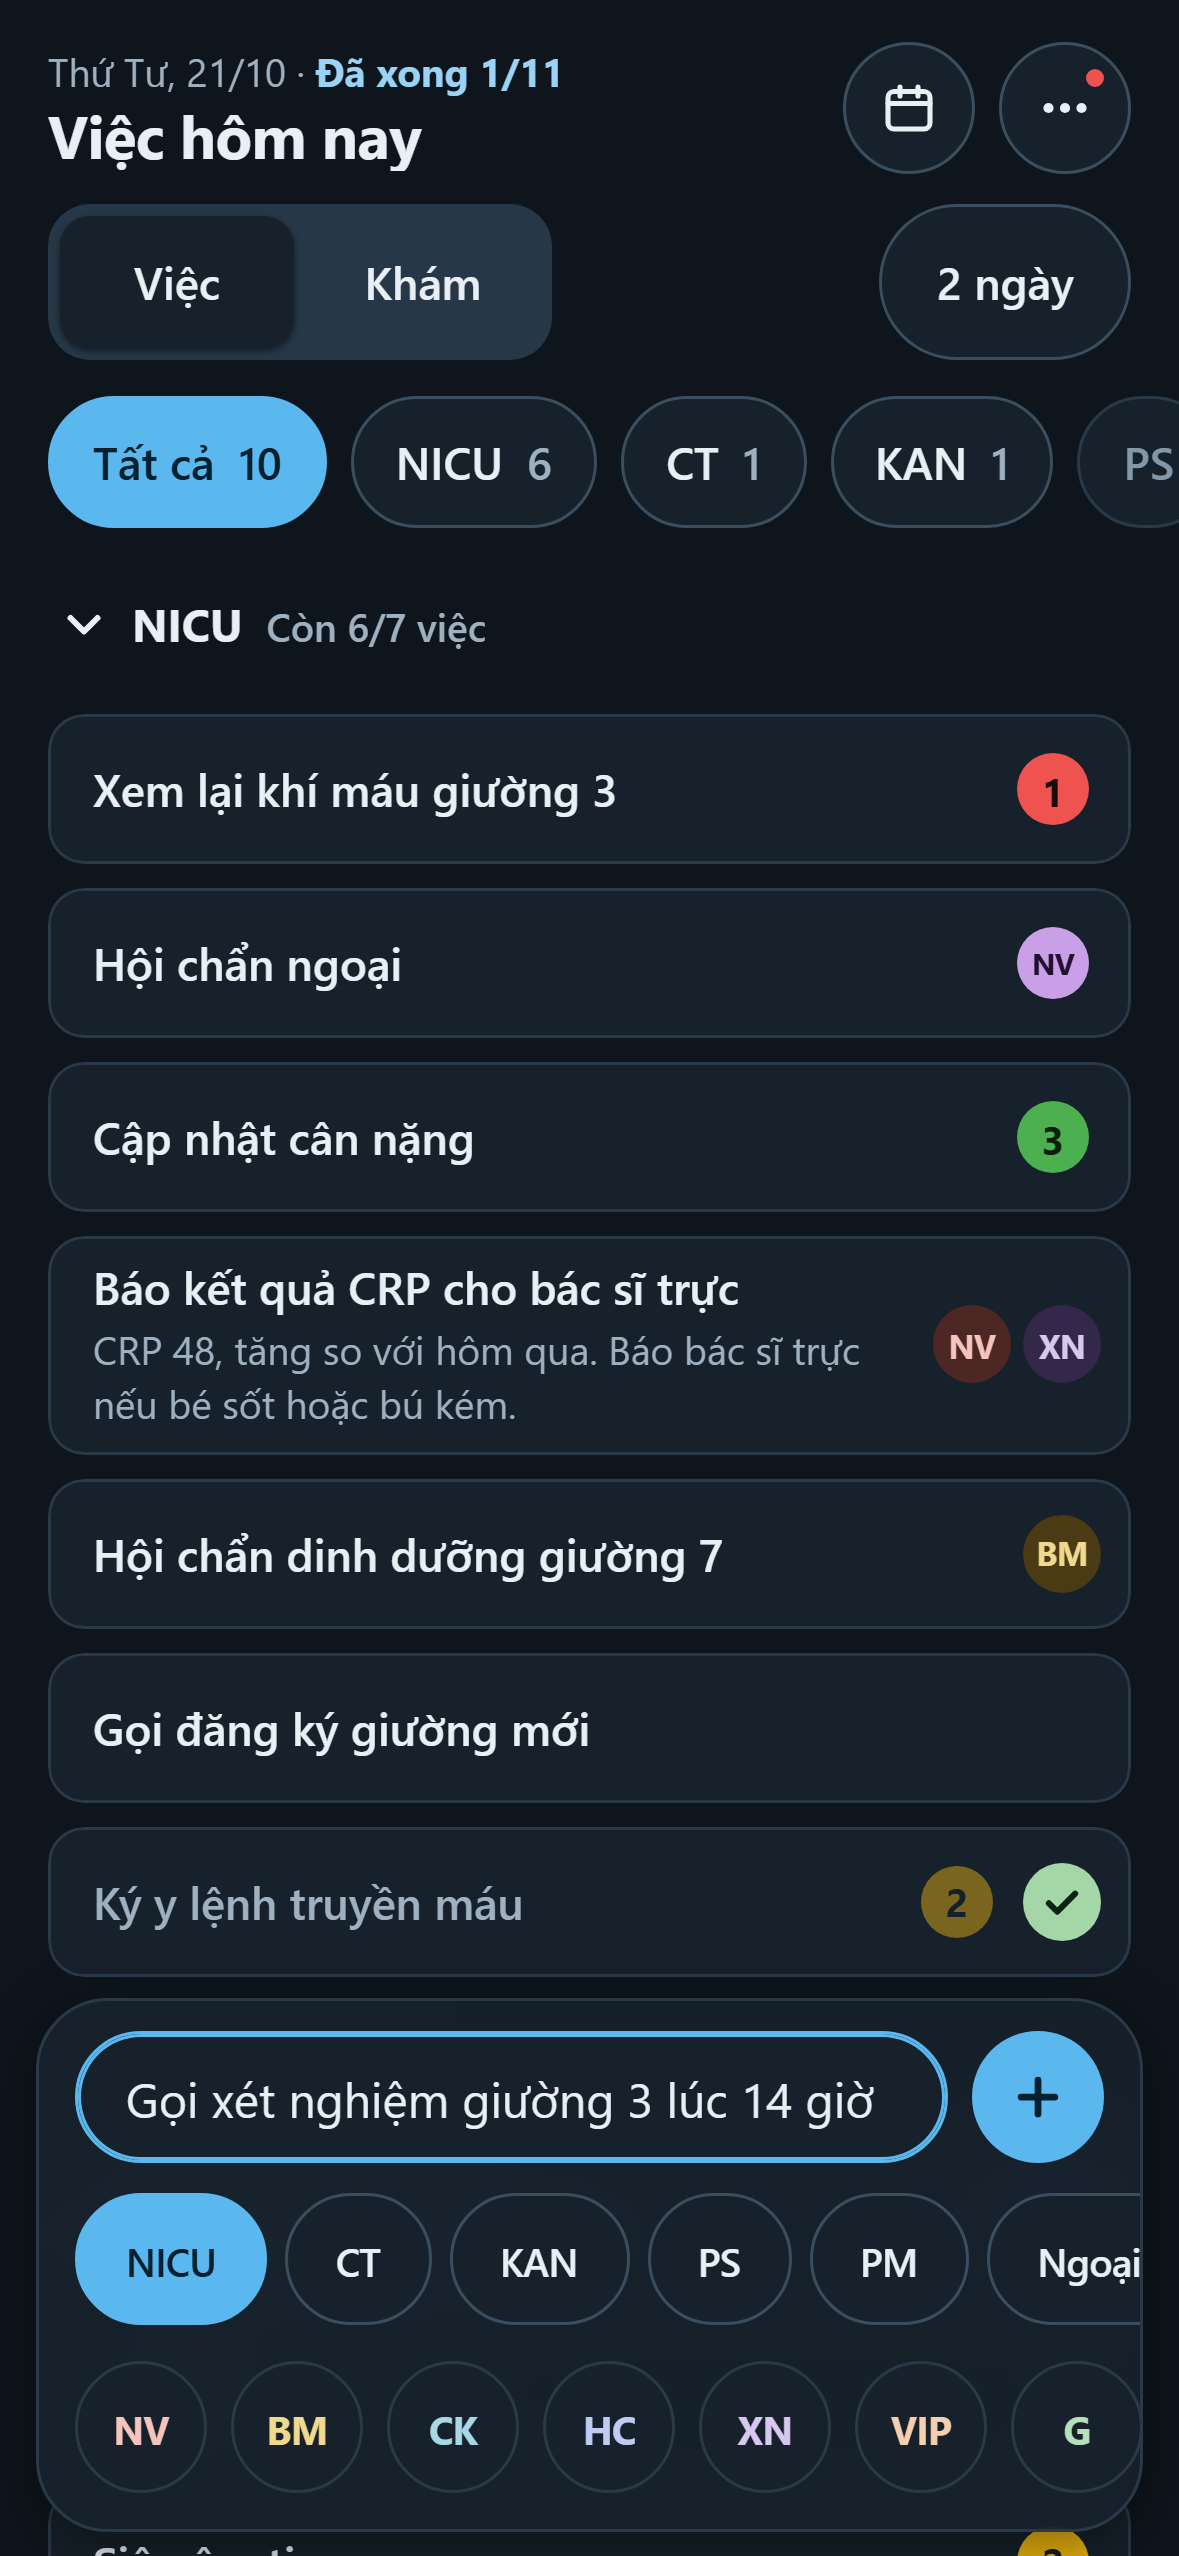 Thứ Tư, 21/10 · Đã xong 1/11
Việc hôm nay
Việc
Khám
2 ngày
Tất cả 10
NICU 6
CT 1
KAN 1
PS
NICU Còn 6/7 việc
Xem lại khí máu giường 3
1
Hội chẩn ngoại
NV
Cập nhật cân nặng
3
Báo kết quả CRP cho bác sĩ trực
CRP 48, tăng so với hôm qua. Báo bác sĩ trực
nếu bé sốt hoặc bú kém.
NV XN
Hội chẩn dinh dưỡng giường 7
BM
Gọi đăng ký giường mới
Ký y lệnh truyền máu
2
Gọi xét nghiệm giường 3 lúc 14 giờ
NICU CT KAN PS PM Ngoại
NV BM CK HC XN VIP G